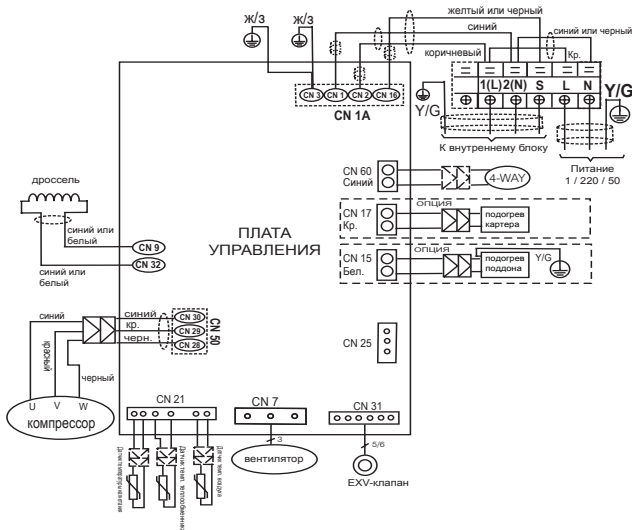 желтый или черный
синий
синий или черный
коричневый
Кр.
ж/з
ж/з
CN 3
CN 1
CN 2
CN 16
CN 1A
1(L)
2(N)
S
L
N
Y/G
Y/G
К внутреннему блоку
Питание
1 / 220 / 50
CN 60
Синий
4-WAY
опция
CN 17
Кр.
подогрев
картера
опция
CN 15
Бел.
подогрев
поддона
Y/G
дроссель
синий или
белый
CN 9
CN 32
синий или
белый
ПЛАТА
УПРАВЛЕНИЯ
синий
синий
кр.
черн.
CN 30
CN 29
CN 28
CN 50
красный
черный
U
V
W
компрессор
CN 25
CN 21
CN 7
CN 31
3
5/6
вентилятор
EXV-клапан